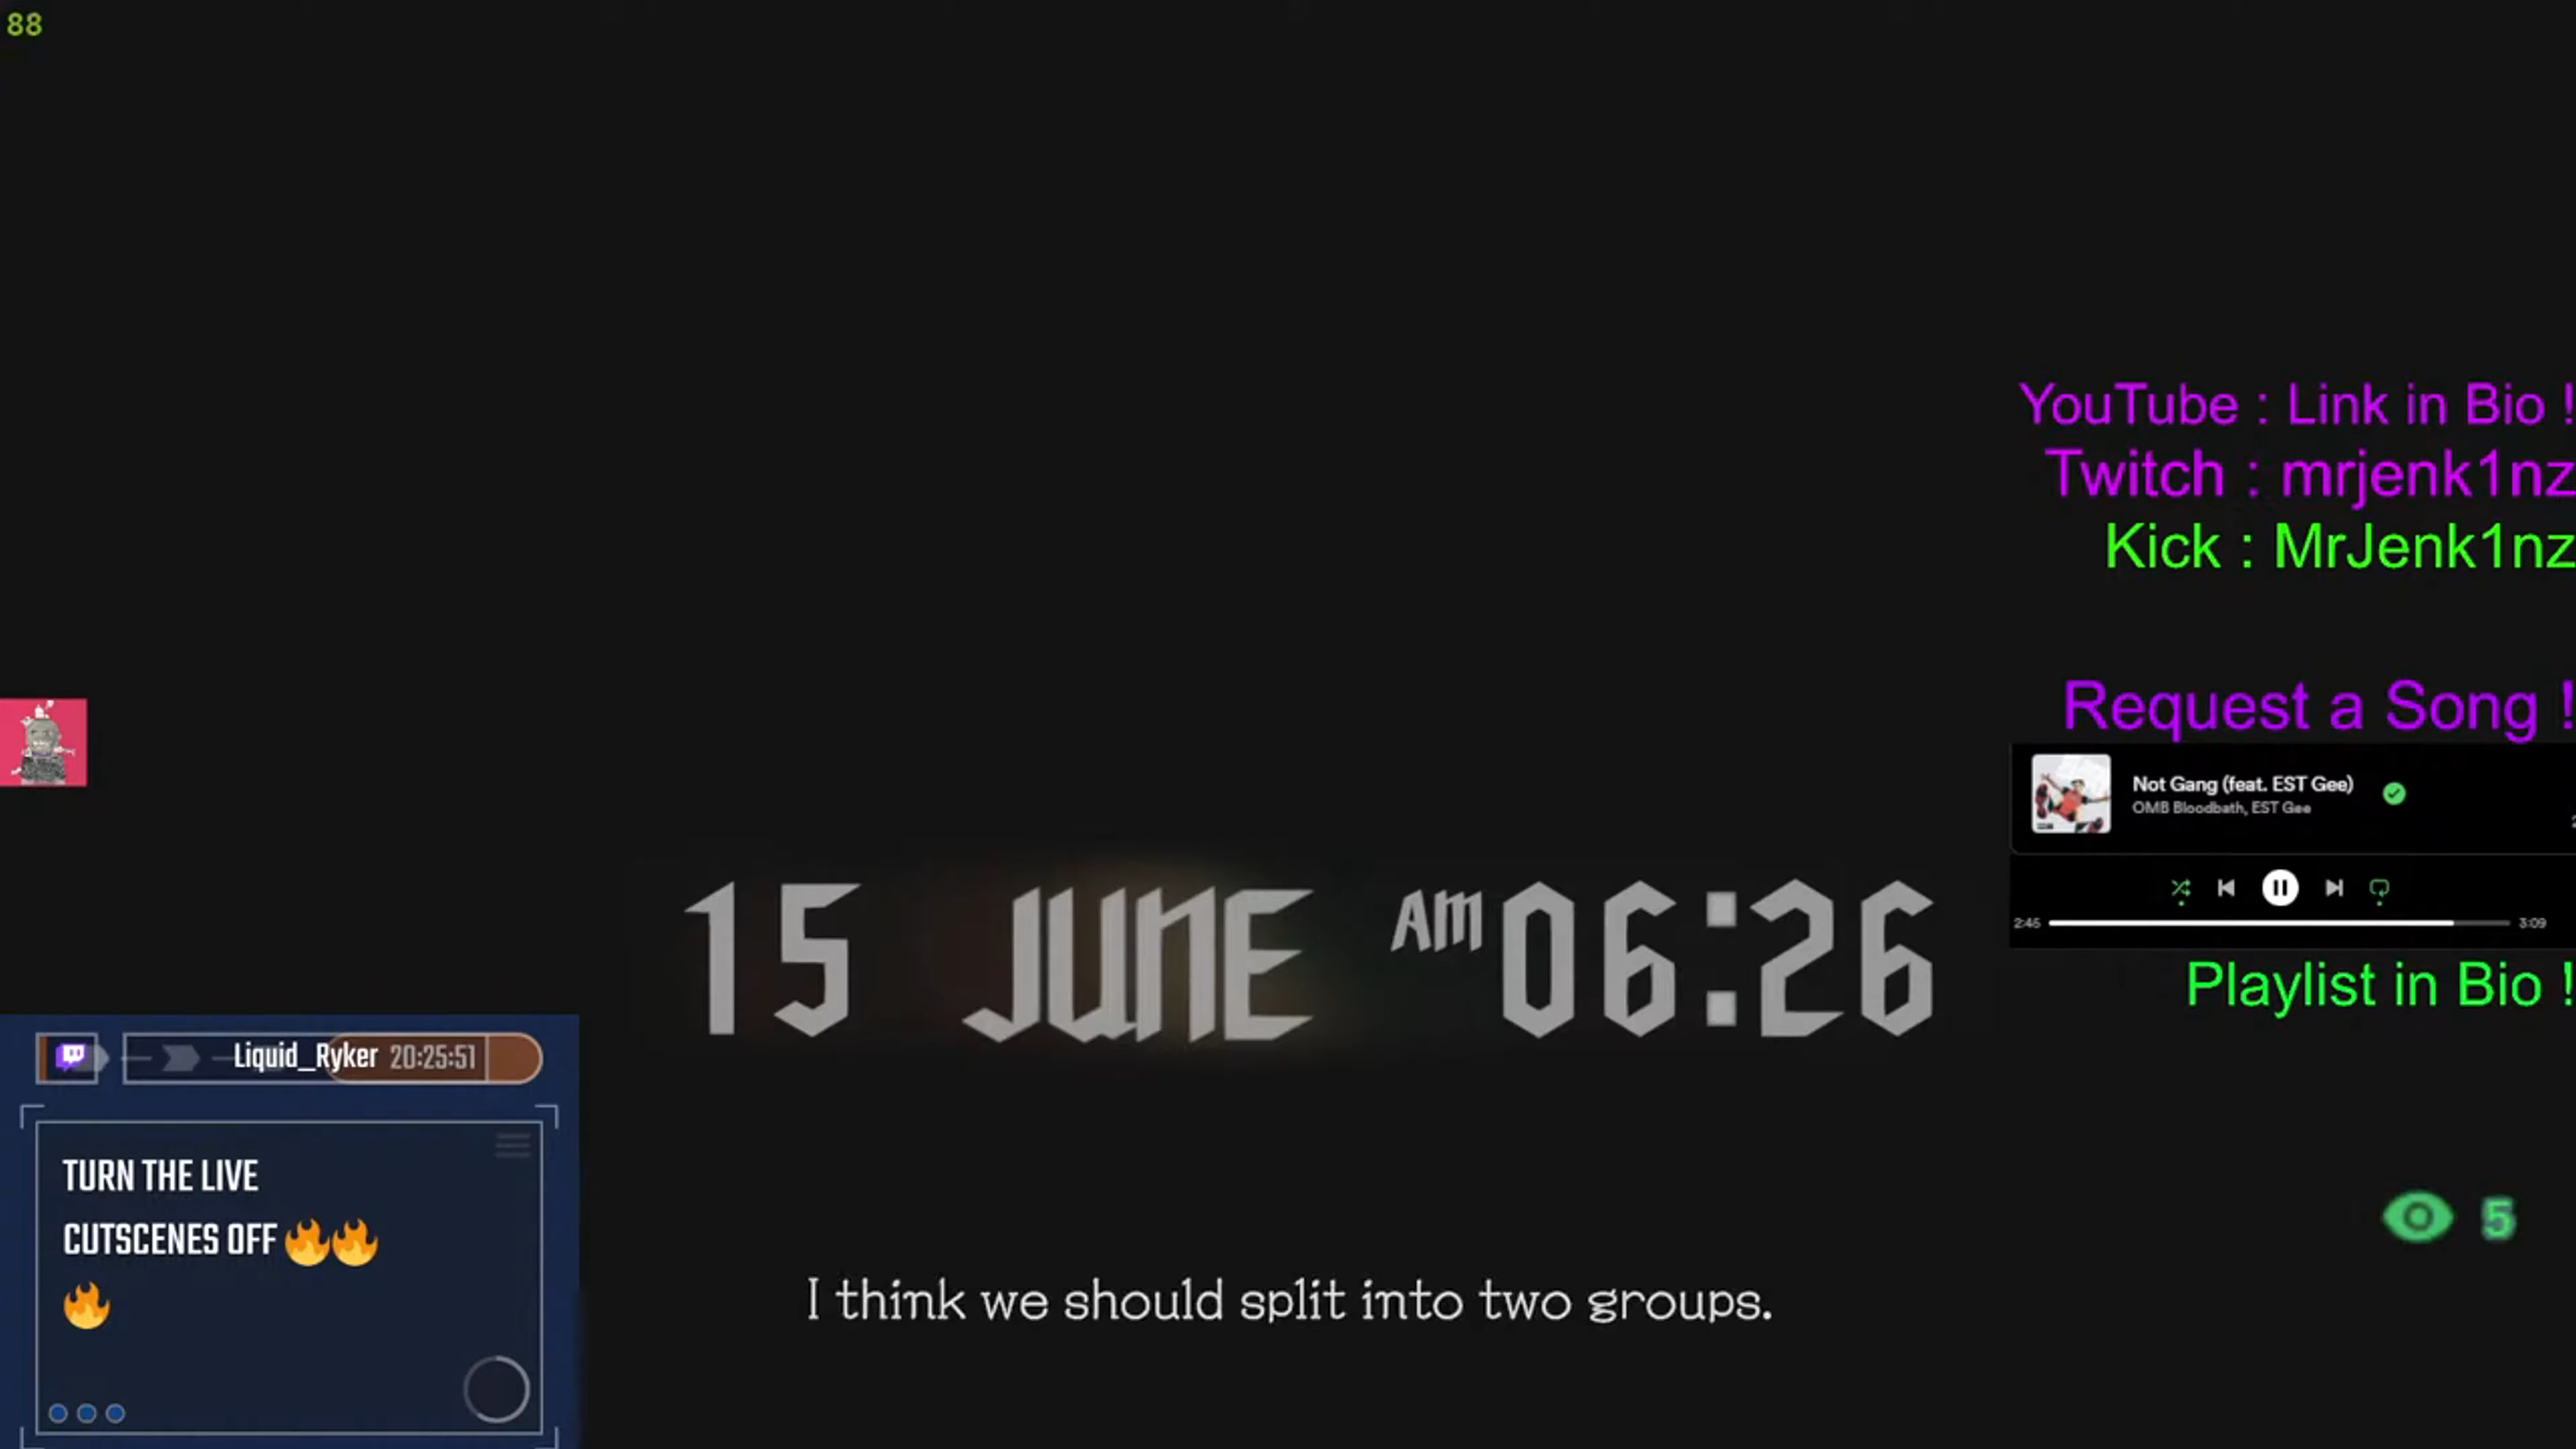 88
YouTube : Link in Bio !
Twitch : mrjenk1nz
Kick : MrJenk1nz
Request a Song !
Not Gang (feat. EST Gee)
OMB Bloodbath, EST Gee
2:45 3:09
Playlist in Bio !
15 JUNE AM 06:26
Liquid_Ryker 20:25:51
TURN THE LIVE
CUTSCENES OFF🔥🔥
🔥
5
I think we should split into two groups.